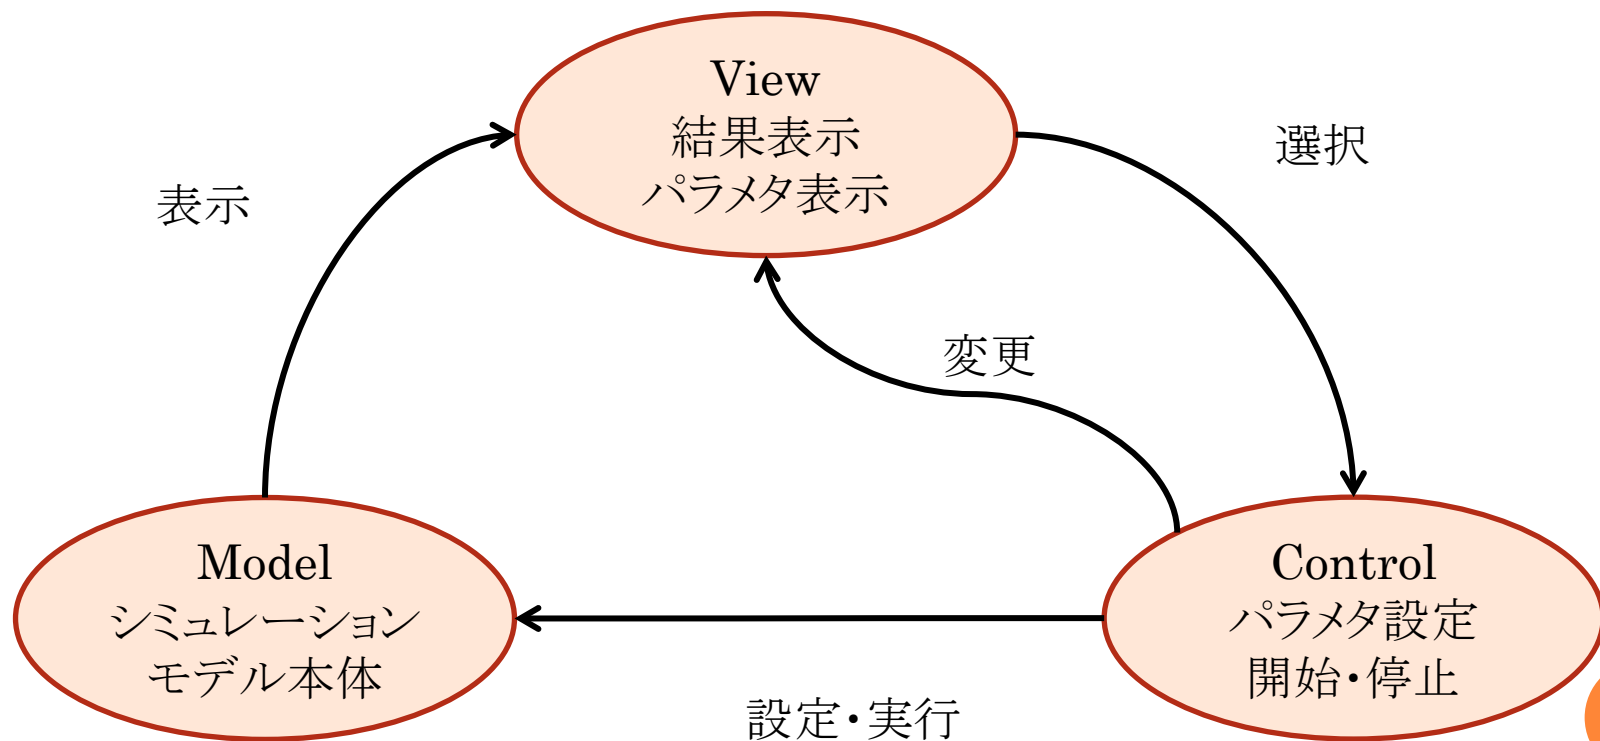 View
結果表示
パラメタ表示
選択
表示
変更
Model
シミュレーション
モデル本体
Control
パラメタ設定
開始・停止
設定・実行